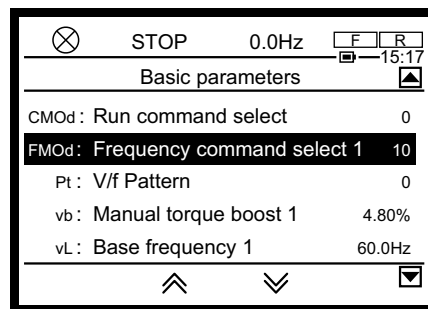 STOP 0.0Hz F R
15:17
Basic parameters
CMOd : Run command select 0
FMOd : Frequency command select 1 10
Pt : V/f Pattern 0
vb : Manual torque boost 1 4.80%
vL : Base frequency 1 60.0Hz